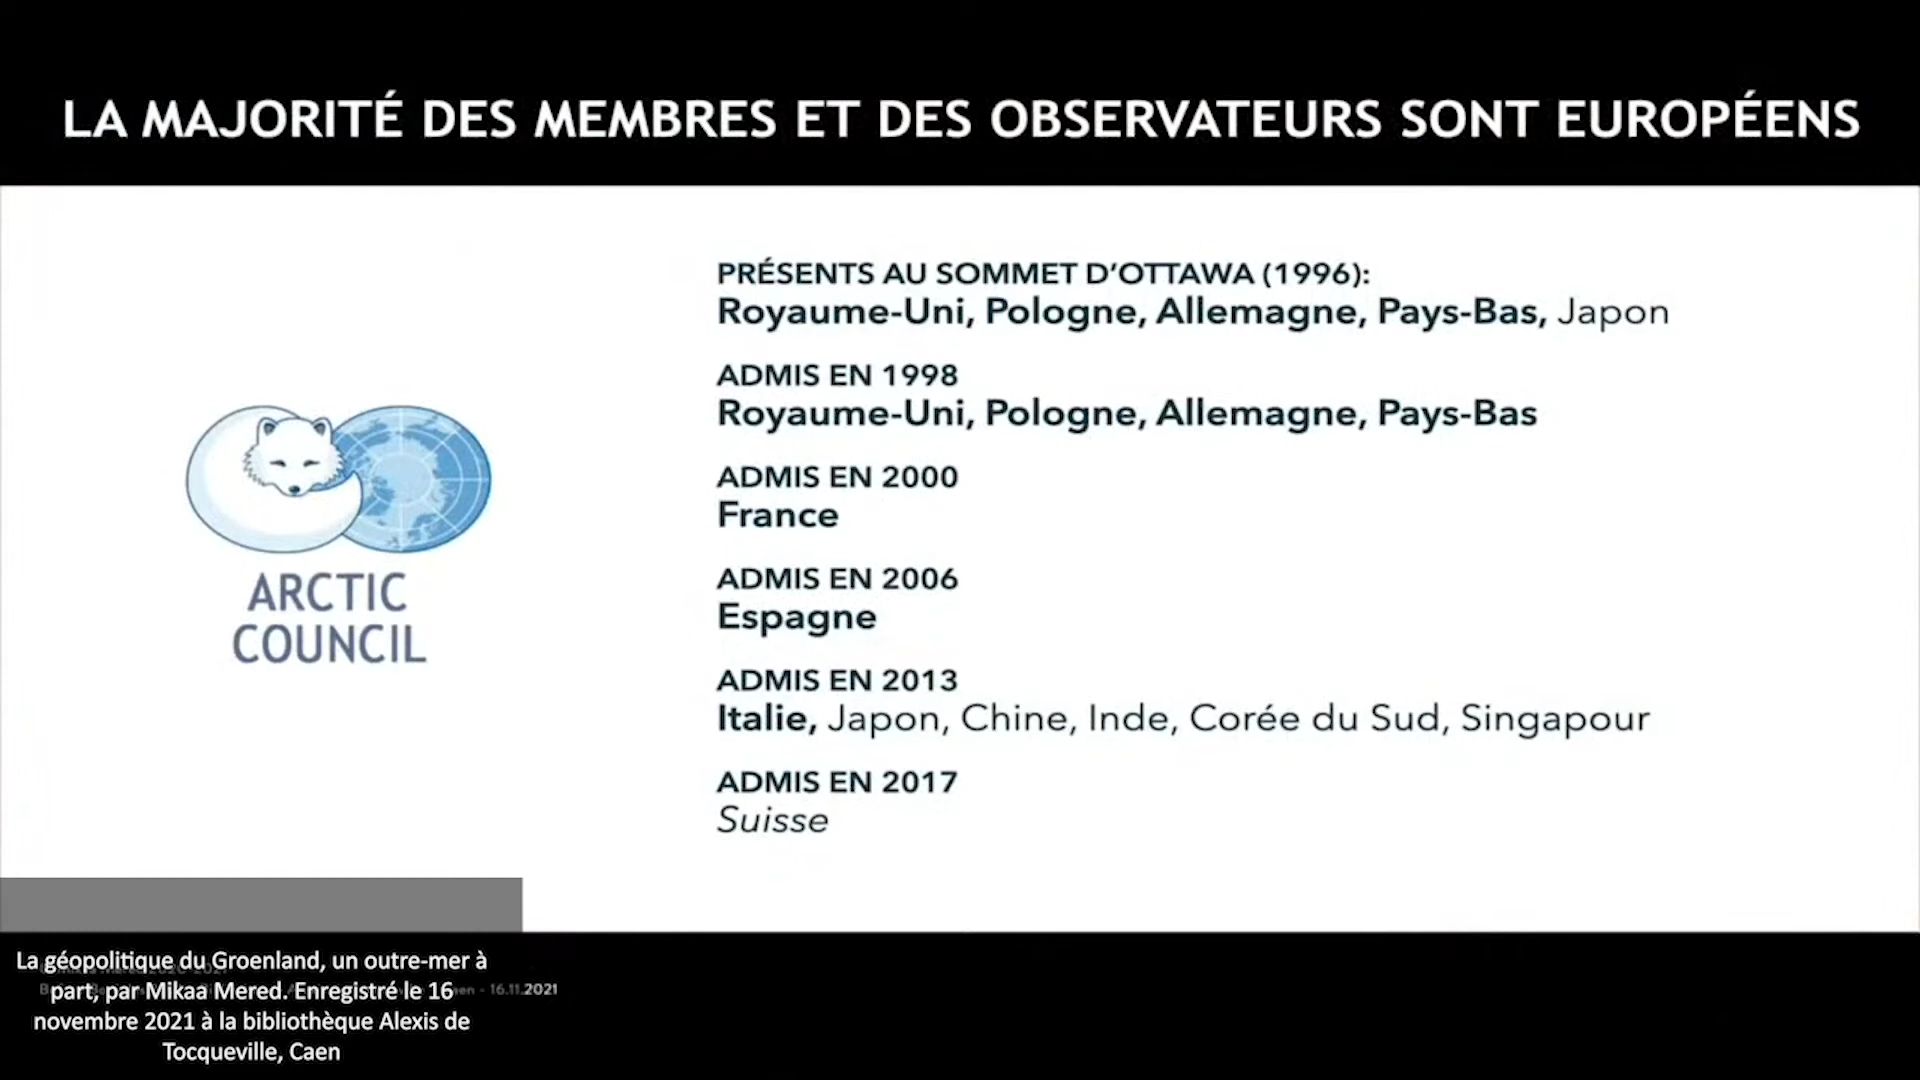 LA MAJORITÉ DES MEMBRES ET DES OBSERVATEURS SONT EUROPÉENS
PRÉSENTS AU SOMMET D’OTTAWA (1996):
Royaume-Uni, Pologne, Allemagne, Pays-Bas, Japon
ADMIS EN 1998
Royaume-Uni, Pologne, Allemagne, Pays-Bas
ADMIS EN 2000
France
ADMIS EN 2006
Espagne
ADMIS EN 2013
Italie, Japon, Chine, Inde, Corée du Sud, Singapour
ADMIS EN 2017
Suisse
ARCTIC
COUNCIL
La géopolitique du Groenland, un outre-mer à
part, par Mikaa Mered. Enregistré le 16
novembre 2021 à la bibliothèque Alexis de
Tocqueville, Caen
- 16.11.2021